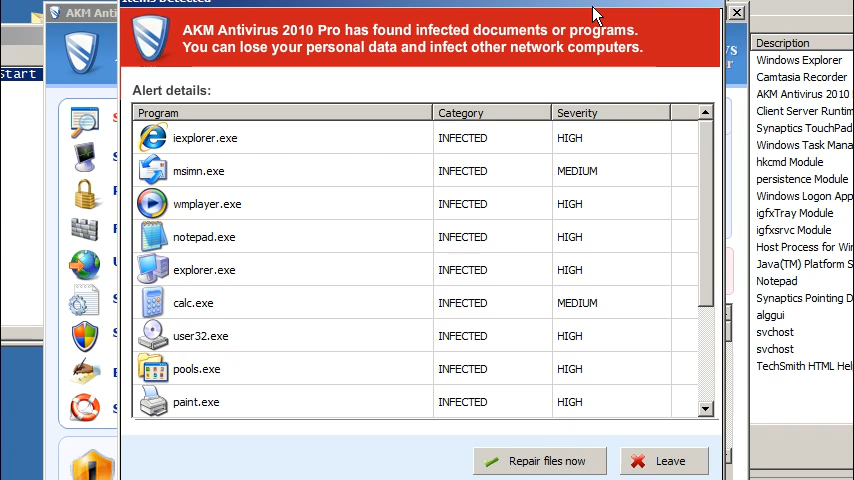 Items Detected
AKM Anti
AKM Antivirus 2010 Pro has found infected documents or programs.
You can lose your personal data and infect other network computers.
Start
Alert details:
Program Category Severity
iexplorer.exe INFECTED HIGH
msimn.exe INFECTED MEDIUM
wmplayer.exe INFECTED HIGH
notepad.exe INFECTED HIGH
explorer.exe INFECTED HIGH
calc.exe INFECTED MEDIUM
user32.exe INFECTED HIGH
pools.exe INFECTED HIGH
paint.exe INFECTED HIGH
Repair files now
Leave
Description
Windows Explorer
Camtasia Recorder
AKM Antivirus 2010
Client Server Runtim
Synaptics TouchPad
Windows Task Mana
hkcmd Module
persistence Module
Windows Logon App
igfxTray Module
igfxsrvc Module
Host Process for Win
Java(TM) Platform S
Notepad
Synaptics Pointing D
alggui
svchost
svchost
TechSmith HTML Hel